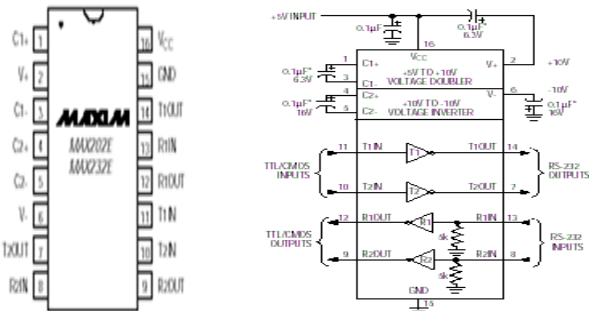 C1+ 1
V+ 2
C1- 3
C2+ 4
C2- 5
V- 6
T2OUT 7
R2IN 8
MAXIM
MAX202E
MAX232E
16 VCC
15 GND
14 T1OUT
13 R1IN
12 R1OUT
11 T1IN
10 T2IN
9 R2OUT
+5V INPUT
0.1µF
0.1µF*
6.3V
16
VCC
1 C1+
0.1µF*
6.3V
3 C1-
+5V TO +10V
VOLTAGE DOUBLER
V+ 2 +10V
4 C2+
0.1µF*
16V
5 C2-
+10V TO -10V
VOLTAGE INVERTER
V- 6 -10V
0.1µF*
16V
TTL/CMOS
INPUTS
11 T1IN T1 T1OUT 14
10 T2IN T2 T2OUT 7
RS-232
OUTPUTS
TTL/CMOS
OUTPUTS
12 R1OUT R1 R1IN 13
5k
9 R2OUT R2 R2IN 8
5k
RS-232
INPUTS
GND
15